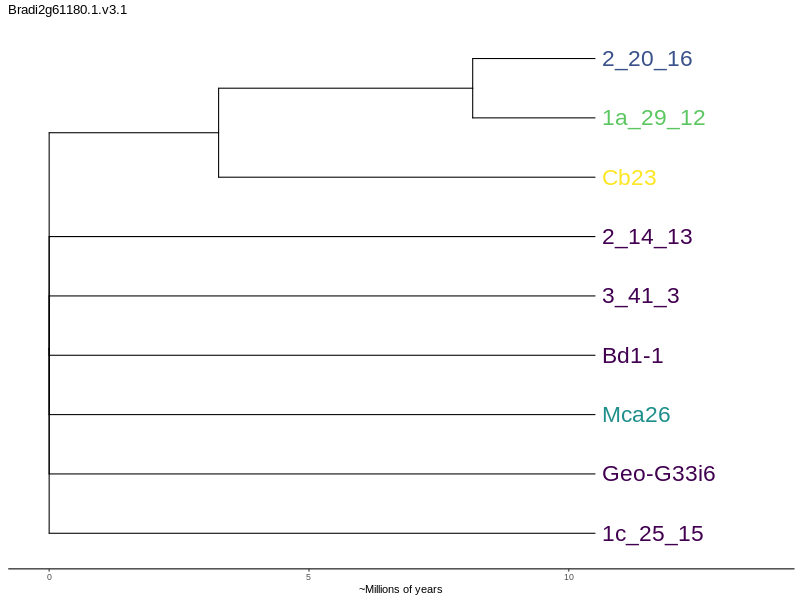 Bradi2g61180.1.v3.1
2_20_16
1a_29_12
Cb23
2_14_13
3_41_3
Bd1-1
Mca26
Geo-G33i6
1c_25_15
0 5 10
~Millions of years